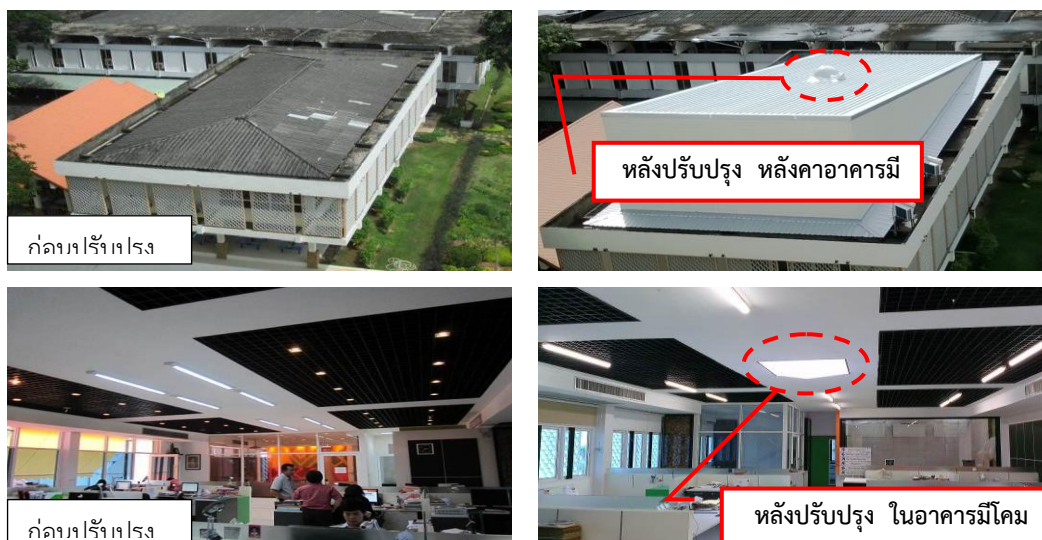 ก่อนปรับปรุง
หลังปรับปรุง หลังคาอาคารมี
ก่อนปรับปรุง
หลังปรับปรุง ในอาคารมีโคม